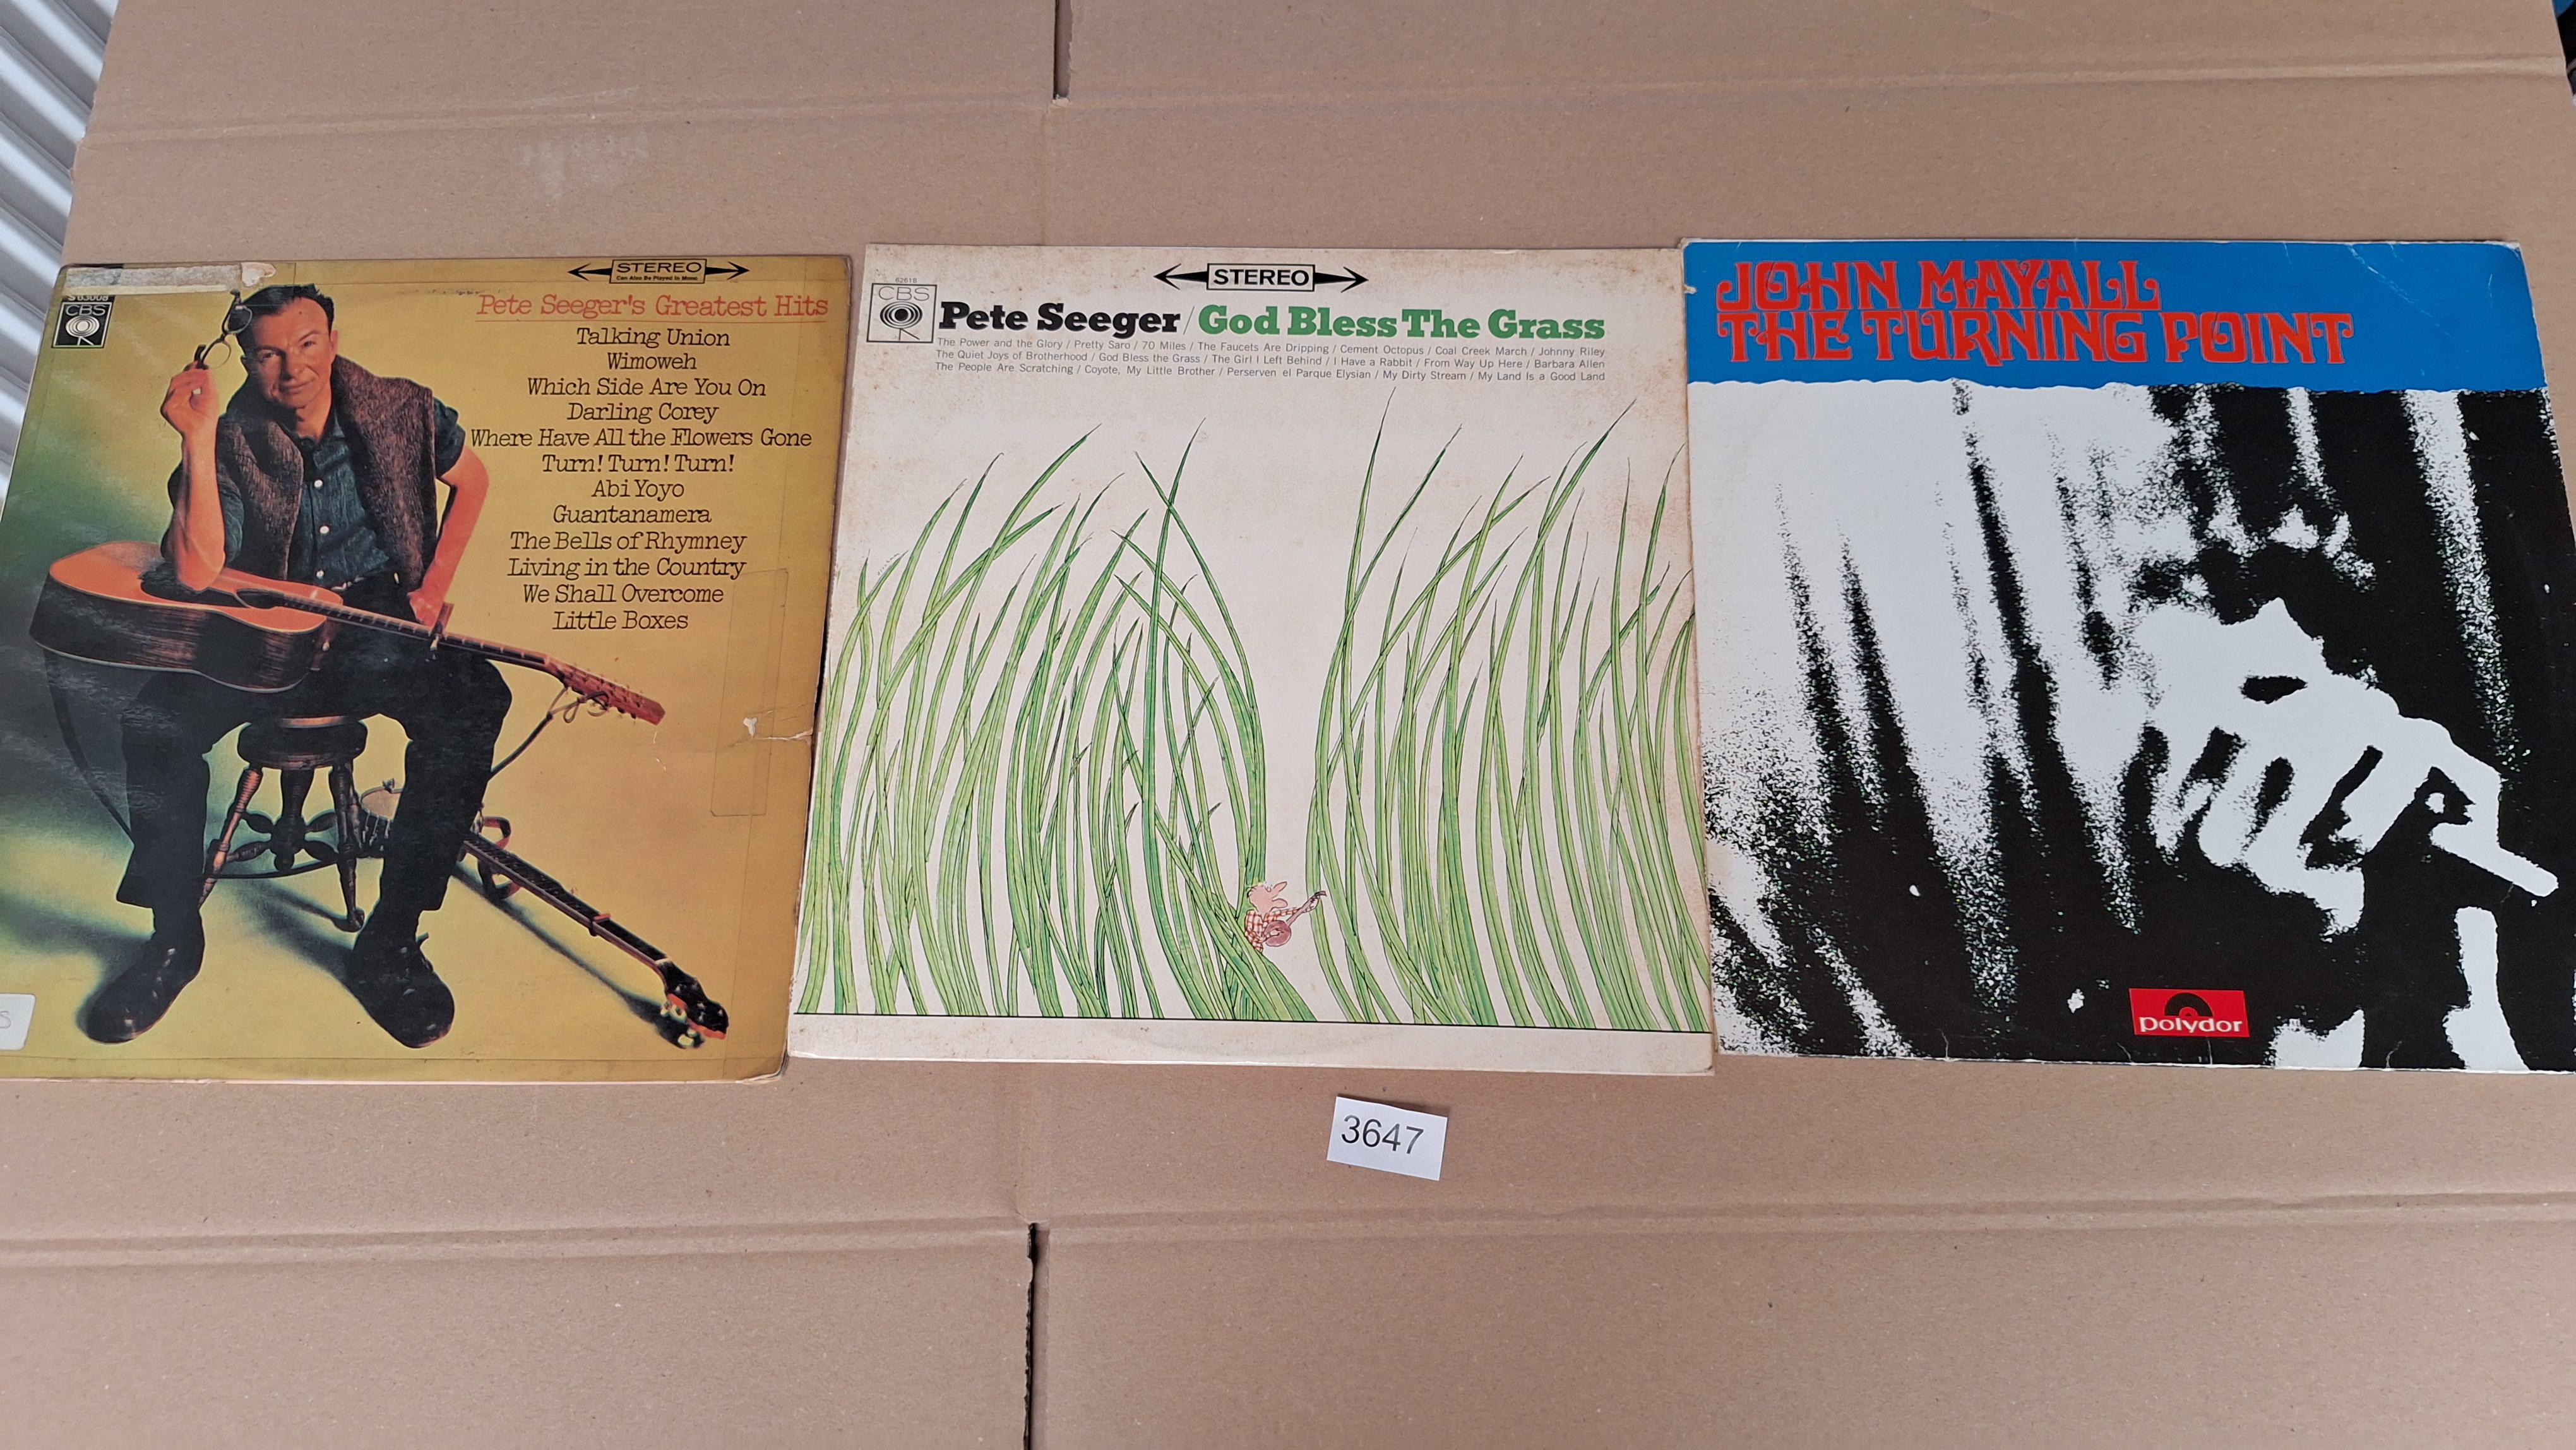 STEREO
Can Also Be Played In Mono
S 63008
CBS
Pete Seeger's Greatest Hits
Talking Union
Wimoweh
Which Side Are You On
Darling Corey
Where Have All the Flowers Gone
Turn! Turn! Turn!
Abi Yoyo
Guantanamera
The Bells of Rhymney
Living in the Country
We Shall Overcome
Little Boxes
S
STEREO
62618
CBS
Pete Seeger / God Bless The Grass
The Power and the Glory / Pretty Saro / 70 Miles / The Faucets Are Dripping / Cement Octopus / Coal Creek March / Johnny Riley
The Quiet Joys of Brotherhood / God Bless the Grass / The Girl I Left Behind / I Have a Rabbit / From Way Up Here / Barbara Allen
The People Are Scratching / Coyote, My Little Brother / Perserven el Parque Elysian / My Dirty Stream / My Land Is a Good Land
JOHN MAYALL
THE TURNING POINT
polydor
3647